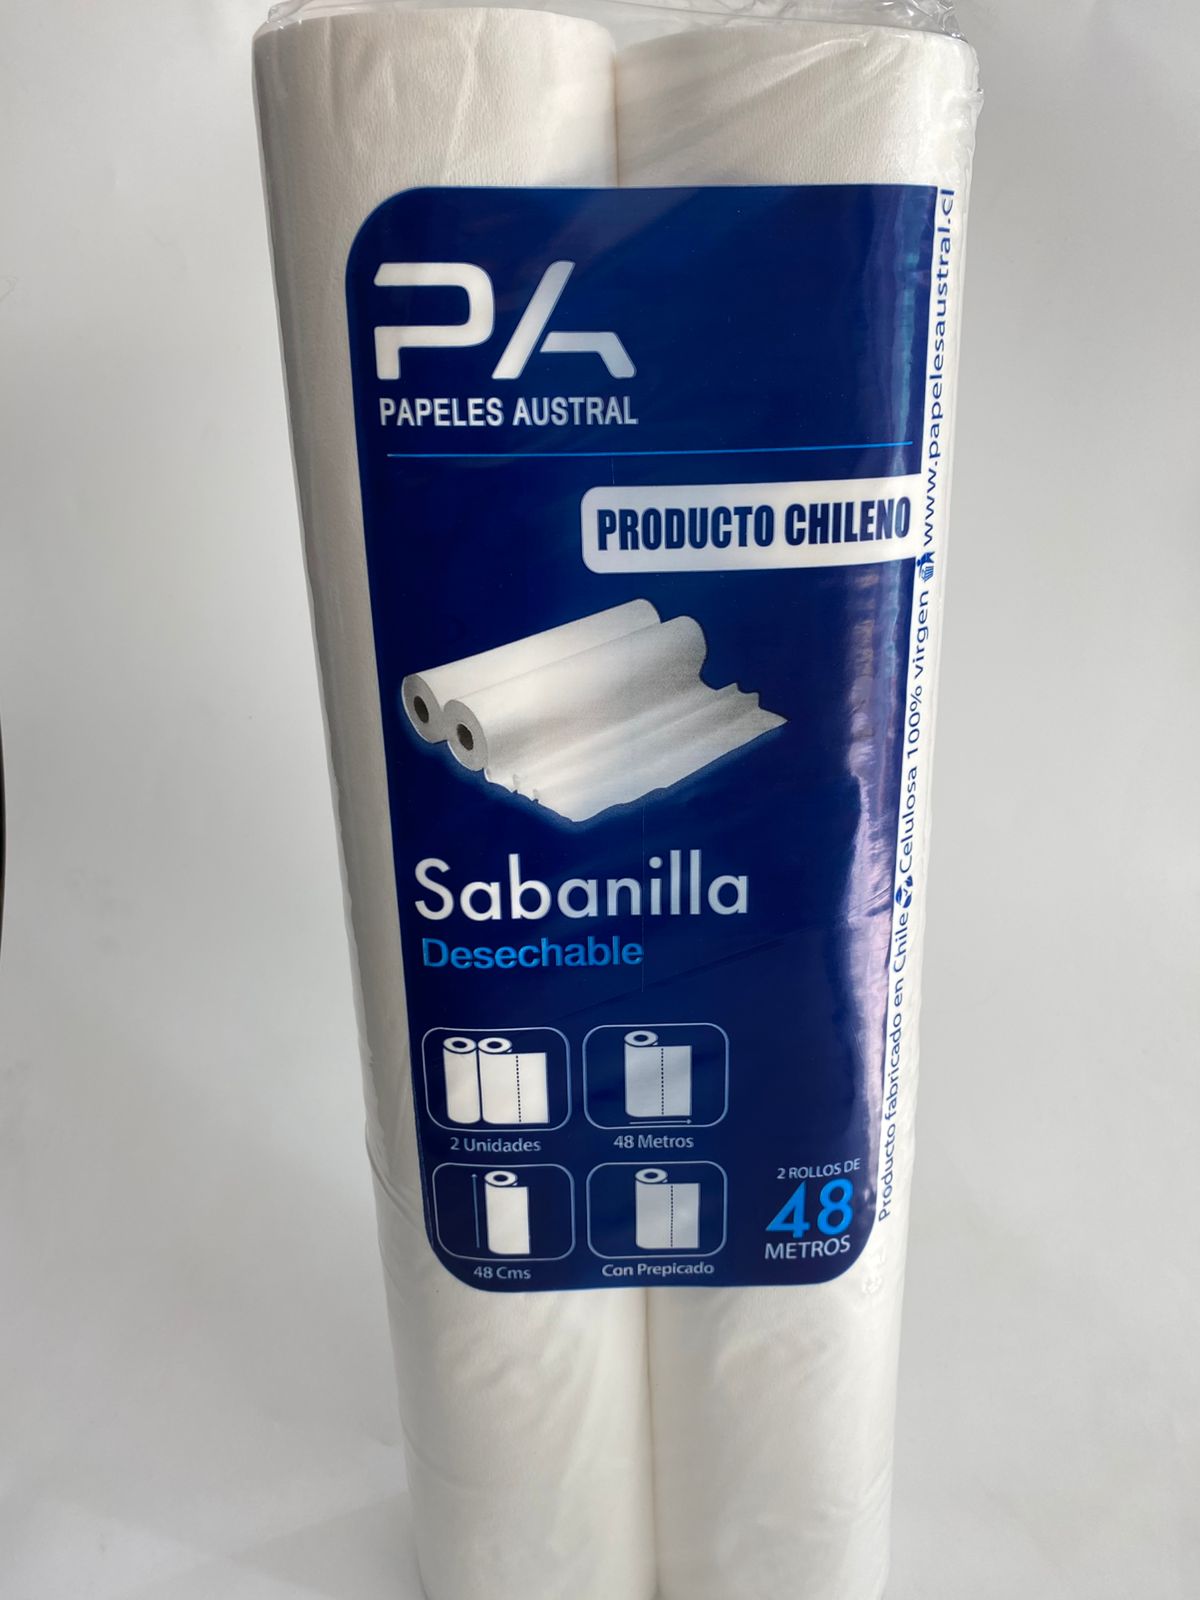 PA
PAPELES AUSTRAL
PRODUCTO CHILENO
Sabanilla
Desechable
2 Unidades
48 Metros
48 Cms
Con Prepicado
2 ROLLOS DE
48
METROS
Producto fabricado en Chile Celulosa 100% virgen www.papelesaustral.cl